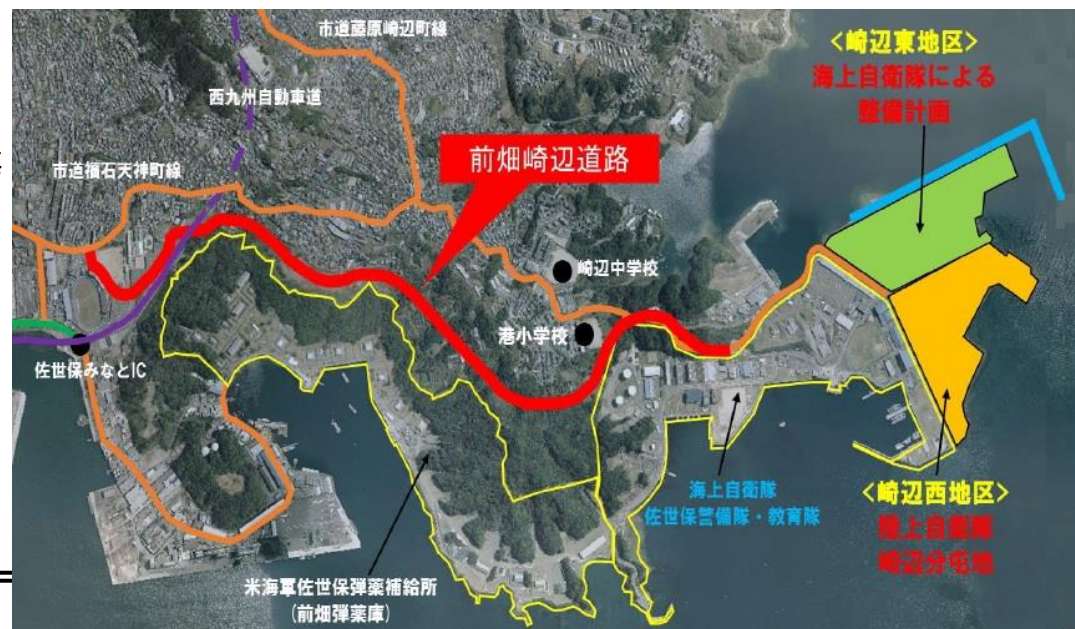 市道藤原崎辺町線
<崎辺東地区>
海上自衛隊による
整備計画
西九州自動車道
前畑崎辺道路
市道福石天神町線
崎辺中学校
港小学校
佐世保みなとIC
海上自衛隊
佐世保警備隊・教育隊
<崎辺西地区>
陸上自衛隊
崎辺分屯地
米海軍佐世保弾薬補給所
(前畑弾薬庫)